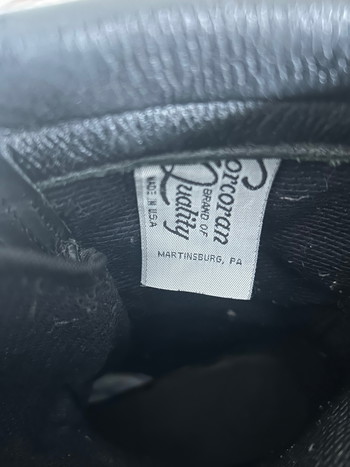 Corcoran
BRAND OF
Quality
MADE IN USA
MARTINSBURG, PA